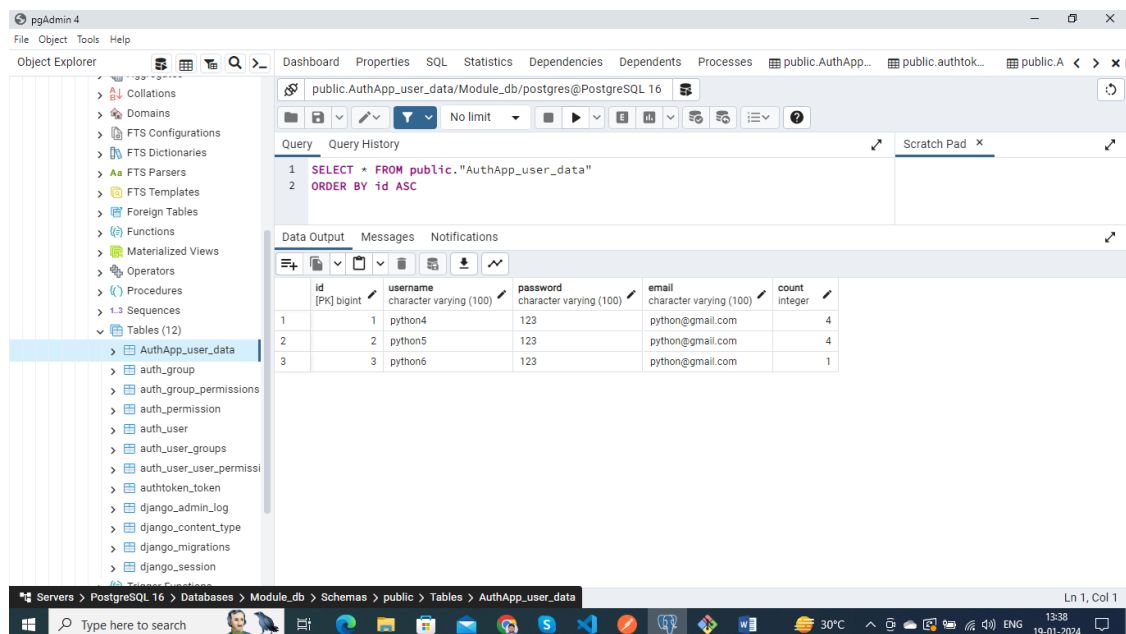 pgAdmin 4
File Object Tools Help
Object Explorer
Dashboard Properties SQL Statistics Dependencies Dependents Processes public.AuthApp... public.authtok... public.A
Aggregates
Collations
Domains
FTS Configurations
FTS Dictionaries
Aa FTS Parsers
FTS Templates
Foreign Tables
Functions
Materialized Views
Operators
Procedures
1..3 Sequences
Tables (12)
AuthApp_user_data
auth_group
auth_group_permissions
auth_permission
auth_user
auth_user_groups
auth_user_user_permissi
authtoken_token
django_admin_log
django_content_type
django_migrations
django_session
Trigger Functions
public.AuthApp_user_data/Module_db/postgres@PostgreSQL 16
No limit
E
Query Query History
Scratch Pad
1 SELECT * FROM public."AuthApp_user_data"
2 ORDER BY id ASC
Data Output Messages Notifications
id username password email count
[PK] bigint character varying (100) character varying (100) character varying (100) integer
1 1 python4 123 python@gmail.com 4
2 2 python5 123 python@gmail.com 4
3 3 python6 123 python@gmail.com 1
Servers > PostgreSQL 16 > Databases > Module_db > Schemas > public > Tables > AuthApp_user_data
Ln 1, Col 1
Type here to search
30°C
ENG
13:38
19-01-2024